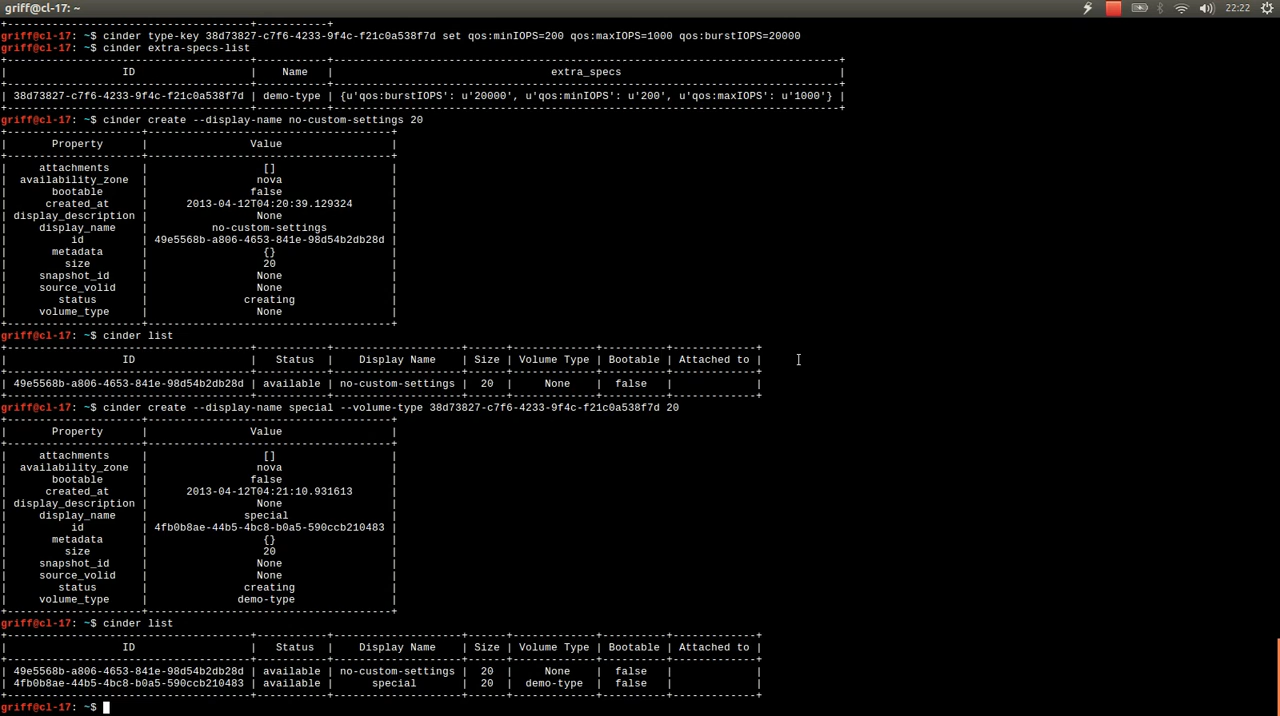 griff@cl-17: ~
22:22
+---------------------------------------+-----------+
griff@cl-17: ~$ cinder type-key 38d73827-c7f6-4233-9f4c-f21c0a538f7d set qos:minIOPS=200 qos:maxIOPS=1000 qos:burstIOPS=20000
griff@cl-17: ~$ cinder extra-specs-list
| ID | Name | extra_specs |
| 38d73827-c7f6-4233-9f4c-f21c0a538f7d | demo-type | {u'qos:burstIOPS': u'20000', u'qos:minIOPS': u'200', u'qos:maxIOPS': u'1000'} |
griff@cl-17: ~$ cinder create --display-name no-custom-settings 20
| Property | Value |
| attachments | [] |
| availability_zone | nova |
| bootable | false |
| created_at | 2013-04-12T04:20:39.129324 |
| display_description | None |
| display_name | no-custom-settings |
| id | 49e5568b-a806-4653-841e-98d54b2db28d |
| metadata | {} |
| size | 20 |
| snapshot_id | None |
| source_volid | None |
| status | creating |
| volume_type | None |
griff@cl-17: ~$ cinder list
| ID | Status | Display Name | Size | Volume Type | Bootable | Attached to |
| 49e5568b-a806-4653-841e-98d54b2db28d | available | no-custom-settings | 20 | None | false | |
griff@cl-17: ~$ cinder create --display-name special --volume-type 38d73827-c7f6-4233-9f4c-f21c0a538f7d 20
| Property | Value |
| attachments | [] |
| availability_zone | nova |
| bootable | false |
| created_at | 2013-04-12T04:21:10.931613 |
| display_description | None |
| display_name | special |
| id | 4fb0b8ae-44b5-4bc8-b0a5-590ccb210483 |
| metadata | {} |
| size | 20 |
| snapshot_id | None |
| source_volid | None |
| status | creating |
| volume_type | demo-type |
griff@cl-17: ~$ cinder list
| ID | Status | Display Name | Size | Volume Type | Bootable | Attached to |
| 49e5568b-a806-4653-841e-98d54b2db28d | available | no-custom-settings | 20 | None | false | |
| 4fb0b8ae-44b5-4bc8-b0a5-590ccb210483 | available | special | 20 | demo-type | false | |
griff@cl-17: ~$